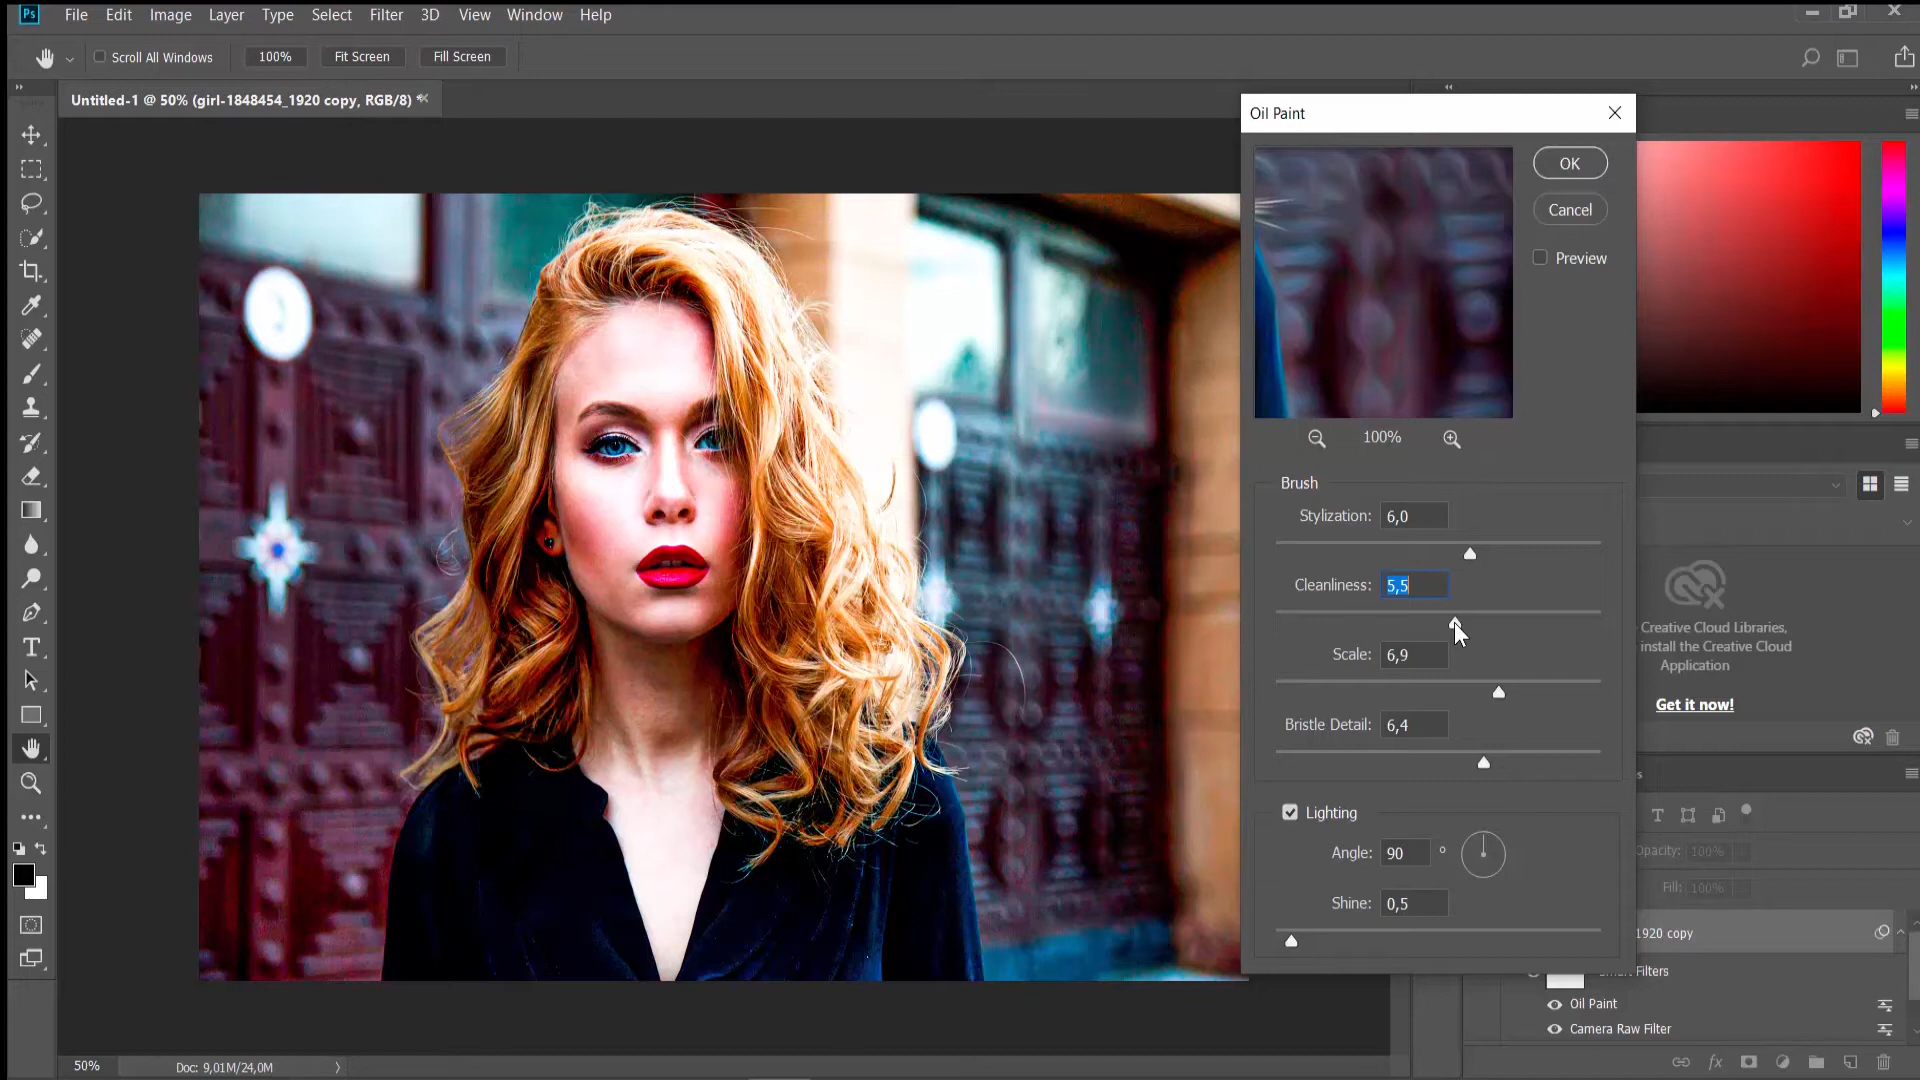 Ps
File Edit Image Layer Type Select Filter 3D View Window Help
Scroll All Windows 100% Fit Screen Fill Screen
Untitled-1 @ 50% (girl-1848454_1920 copy, RGB/8) *
Oil Paint
OK
Cancel
Preview
100%
Brush
Stylization: 6,0
Cleanliness: 5,5
Scale: 6,9
Bristle Detail: 6,4
Lighting
Angle: 90 °
Shine: 0,5
Creative Cloud Libraries,
install the Creative Cloud
Application
Get it now!
Opacity: 100%
Fill: 100%
1920 copy
Smart Filters
Oil Paint
Camera Raw Filter
fx
50% Doc: 9,01M/24,0M